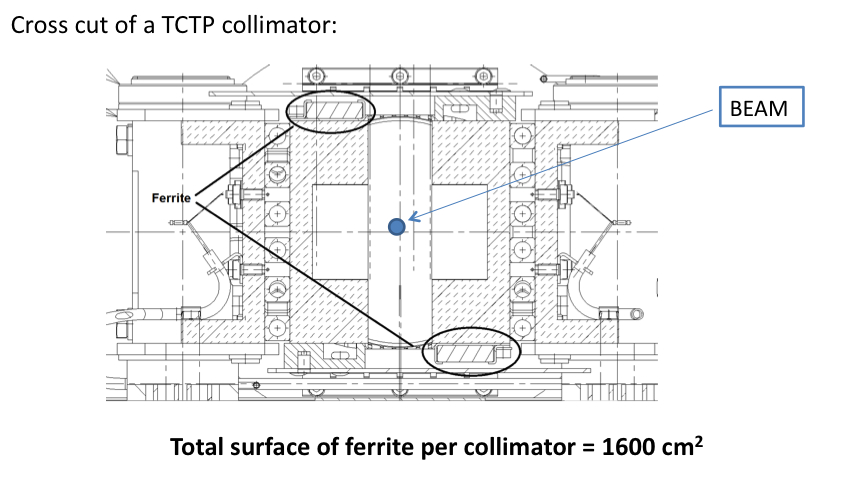 Cross cut of a TCTP collimator:
BEAM
Ferrite
Total surface of ferrite per collimator = 1600 cm²